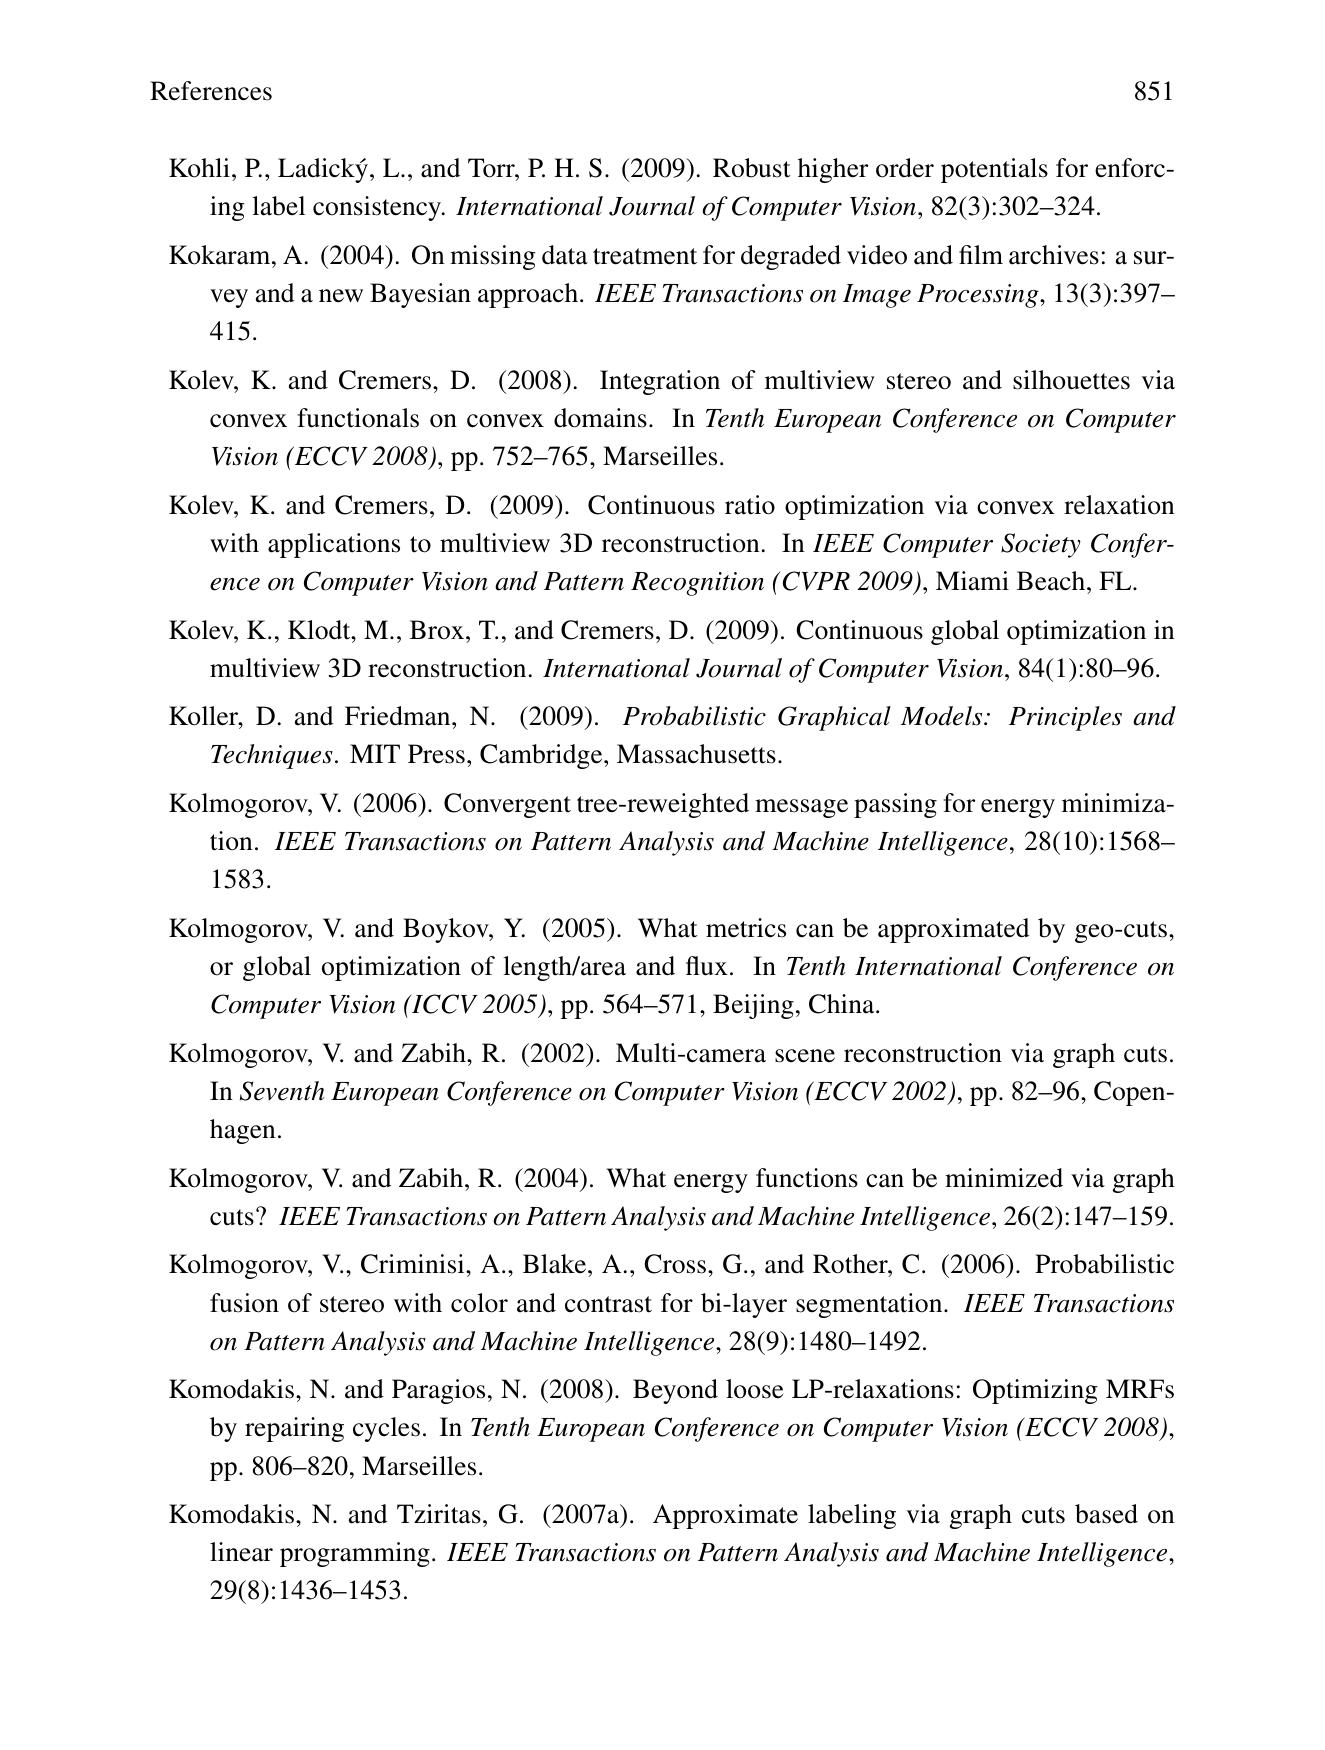 References 851
Kohli, P., Ladický, L., and Torr, P. H. S. (2009). Robust higher order potentials for enforc-
ing label consistency. International Journal of Computer Vision, 82(3):302–324.
Kokaram, A. (2004). On missing data treatment for degraded video and film archives: a sur-
vey and a new Bayesian approach. IEEE Transactions on Image Processing, 13(3):397–
415.
Kolev, K. and Cremers, D. (2008). Integration of multiview stereo and silhouettes via
convex functionals on convex domains. In Tenth European Conference on Computer
Vision (ECCV 2008), pp. 752–765, Marseilles.
Kolev, K. and Cremers, D. (2009). Continuous ratio optimization via convex relaxation
with applications to multiview 3D reconstruction. In IEEE Computer Society Confer-
ence on Computer Vision and Pattern Recognition (CVPR 2009), Miami Beach, FL.
Kolev, K., Klodt, M., Brox, T., and Cremers, D. (2009). Continuous global optimization in
multiview 3D reconstruction. International Journal of Computer Vision, 84(1):80–96.
Koller, D. and Friedman, N. (2009). Probabilistic Graphical Models: Principles and
Techniques. MIT Press, Cambridge, Massachusetts.
Kolmogorov, V. (2006). Convergent tree-reweighted message passing for energy minimiza-
tion. IEEE Transactions on Pattern Analysis and Machine Intelligence, 28(10):1568–
1583.
Kolmogorov, V. and Boykov, Y. (2005). What metrics can be approximated by geo-cuts,
or global optimization of length/area and flux. In Tenth International Conference on
Computer Vision (ICCV 2005), pp. 564–571, Beijing, China.
Kolmogorov, V. and Zabih, R. (2002). Multi-camera scene reconstruction via graph cuts.
In Seventh European Conference on Computer Vision (ECCV 2002), pp. 82–96, Copen-
hagen.
Kolmogorov, V. and Zabih, R. (2004). What energy functions can be minimized via graph
cuts? IEEE Transactions on Pattern Analysis and Machine Intelligence, 26(2):147–159.
Kolmogorov, V., Criminisi, A., Blake, A., Cross, G., and Rother, C. (2006). Probabilistic
fusion of stereo with color and contrast for bi-layer segmentation. IEEE Transactions
on Pattern Analysis and Machine Intelligence, 28(9):1480–1492.
Komodakis, N. and Paragios, N. (2008). Beyond loose LP-relaxations: Optimizing MRFs
by repairing cycles. In Tenth European Conference on Computer Vision (ECCV 2008),
pp. 806–820, Marseilles.
Komodakis, N. and Tziritas, G. (2007a). Approximate labeling via graph cuts based on
linear programming. IEEE Transactions on Pattern Analysis and Machine Intelligence,
29(8):1436–1453.